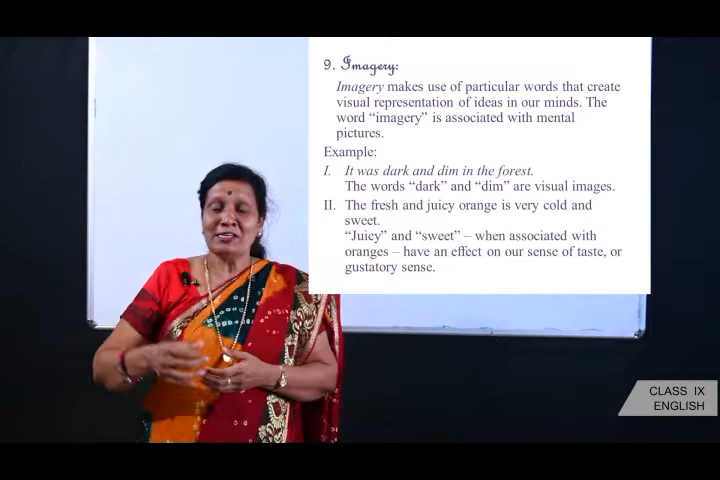 9. Imagery:
Imagery makes use of particular words that create
visual representation of ideas in our minds. The
word “imagery” is associated with mental
pictures.
Example:
I. It was dark and dim in the forest.
The words “dark” and “dim” are visual images.
II. The fresh and juicy orange is very cold and
sweet.
“Juicy” and “sweet” – when associated with
oranges – have an effect on our sense of taste, or
gustatory sense.
CLASS IX
ENGLISH